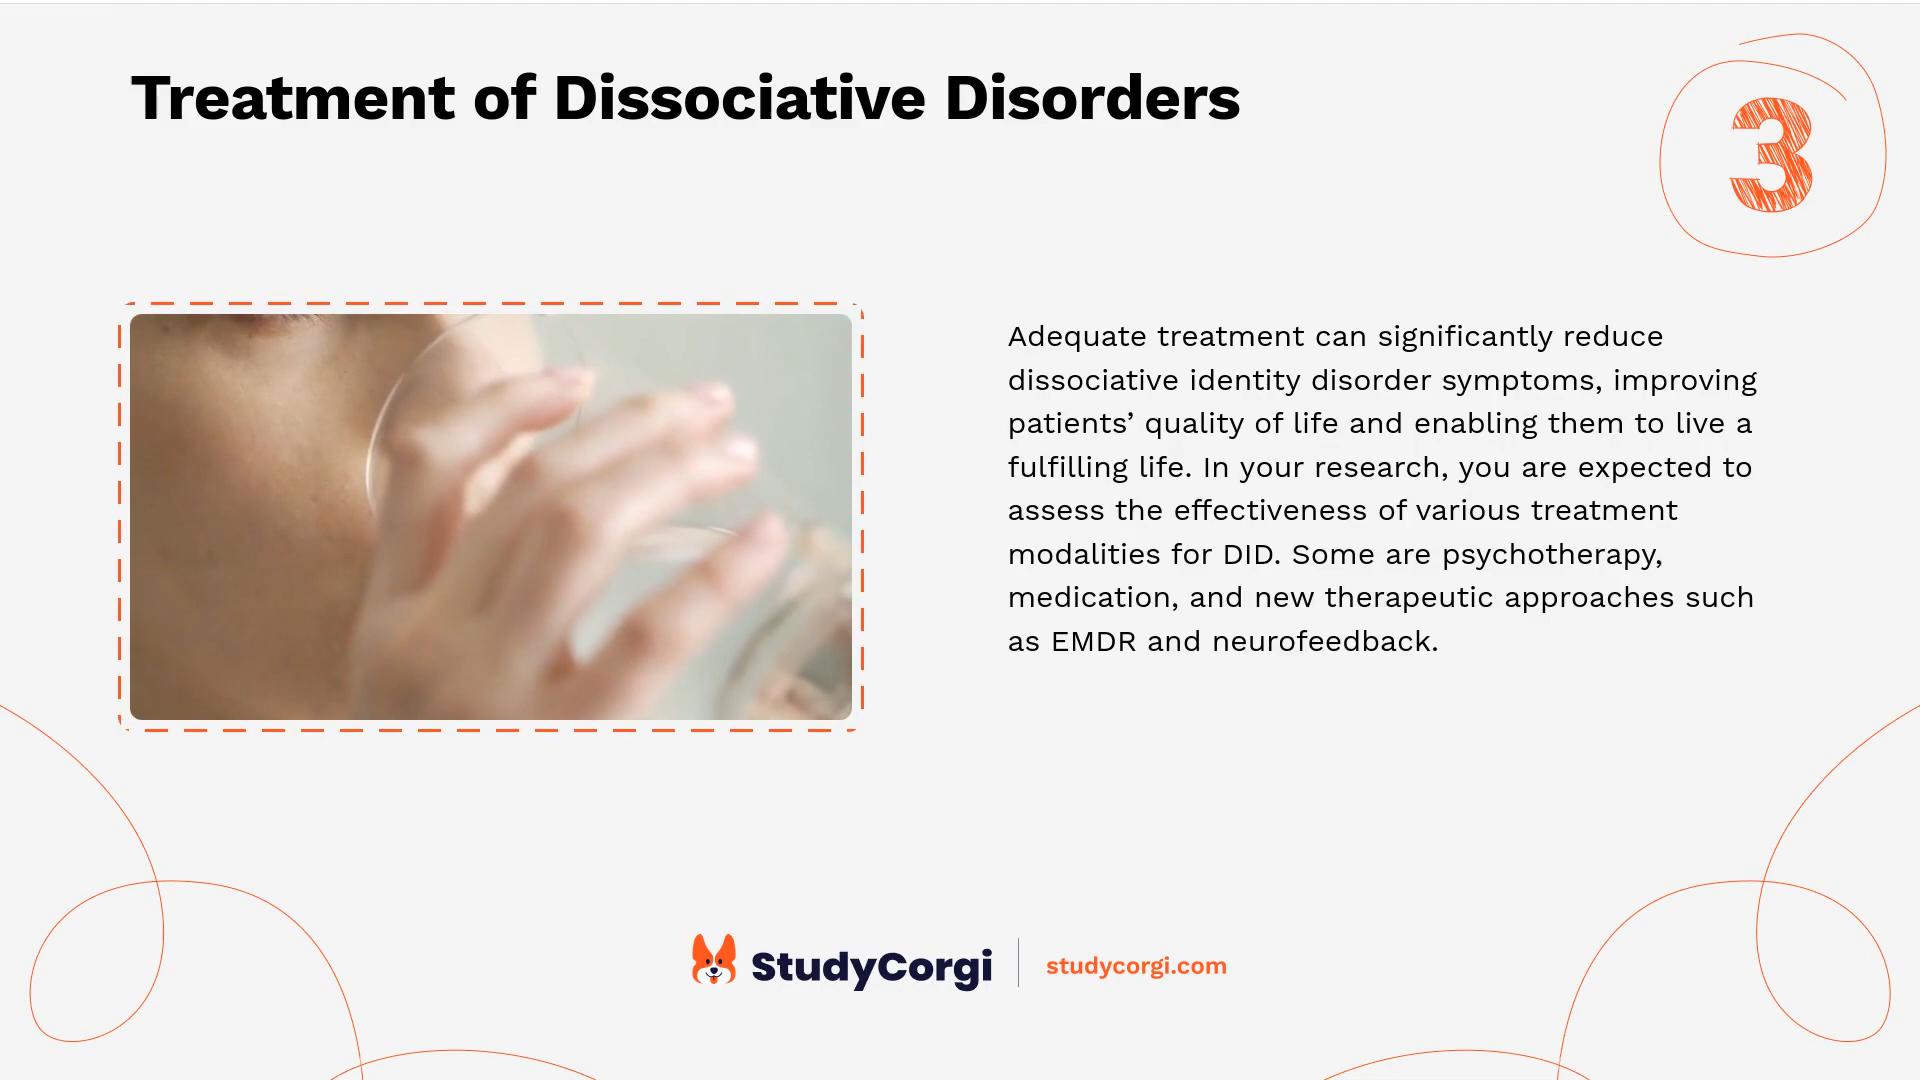 Treatment of Dissociative Disorders
3
Adequate treatment can significantly reduce
dissociative identity disorder symptoms, improving
patients’ quality of life and enabling them to live a
fulfilling life. In your research, you are expected to
assess the effectiveness of various treatment
modalities for DID. Some are psychotherapy,
medication, and new therapeutic approaches such
as EMDR and neurofeedback.
StudyCorgi
studycorgi.com